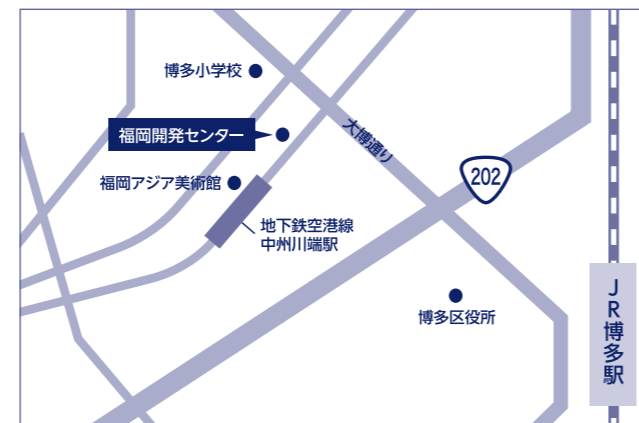 博多小学校
福岡開発センター
大博通り
202
福岡アジア美術館
地下鉄空港線
中州川端駅
博多区役所
JR博多駅